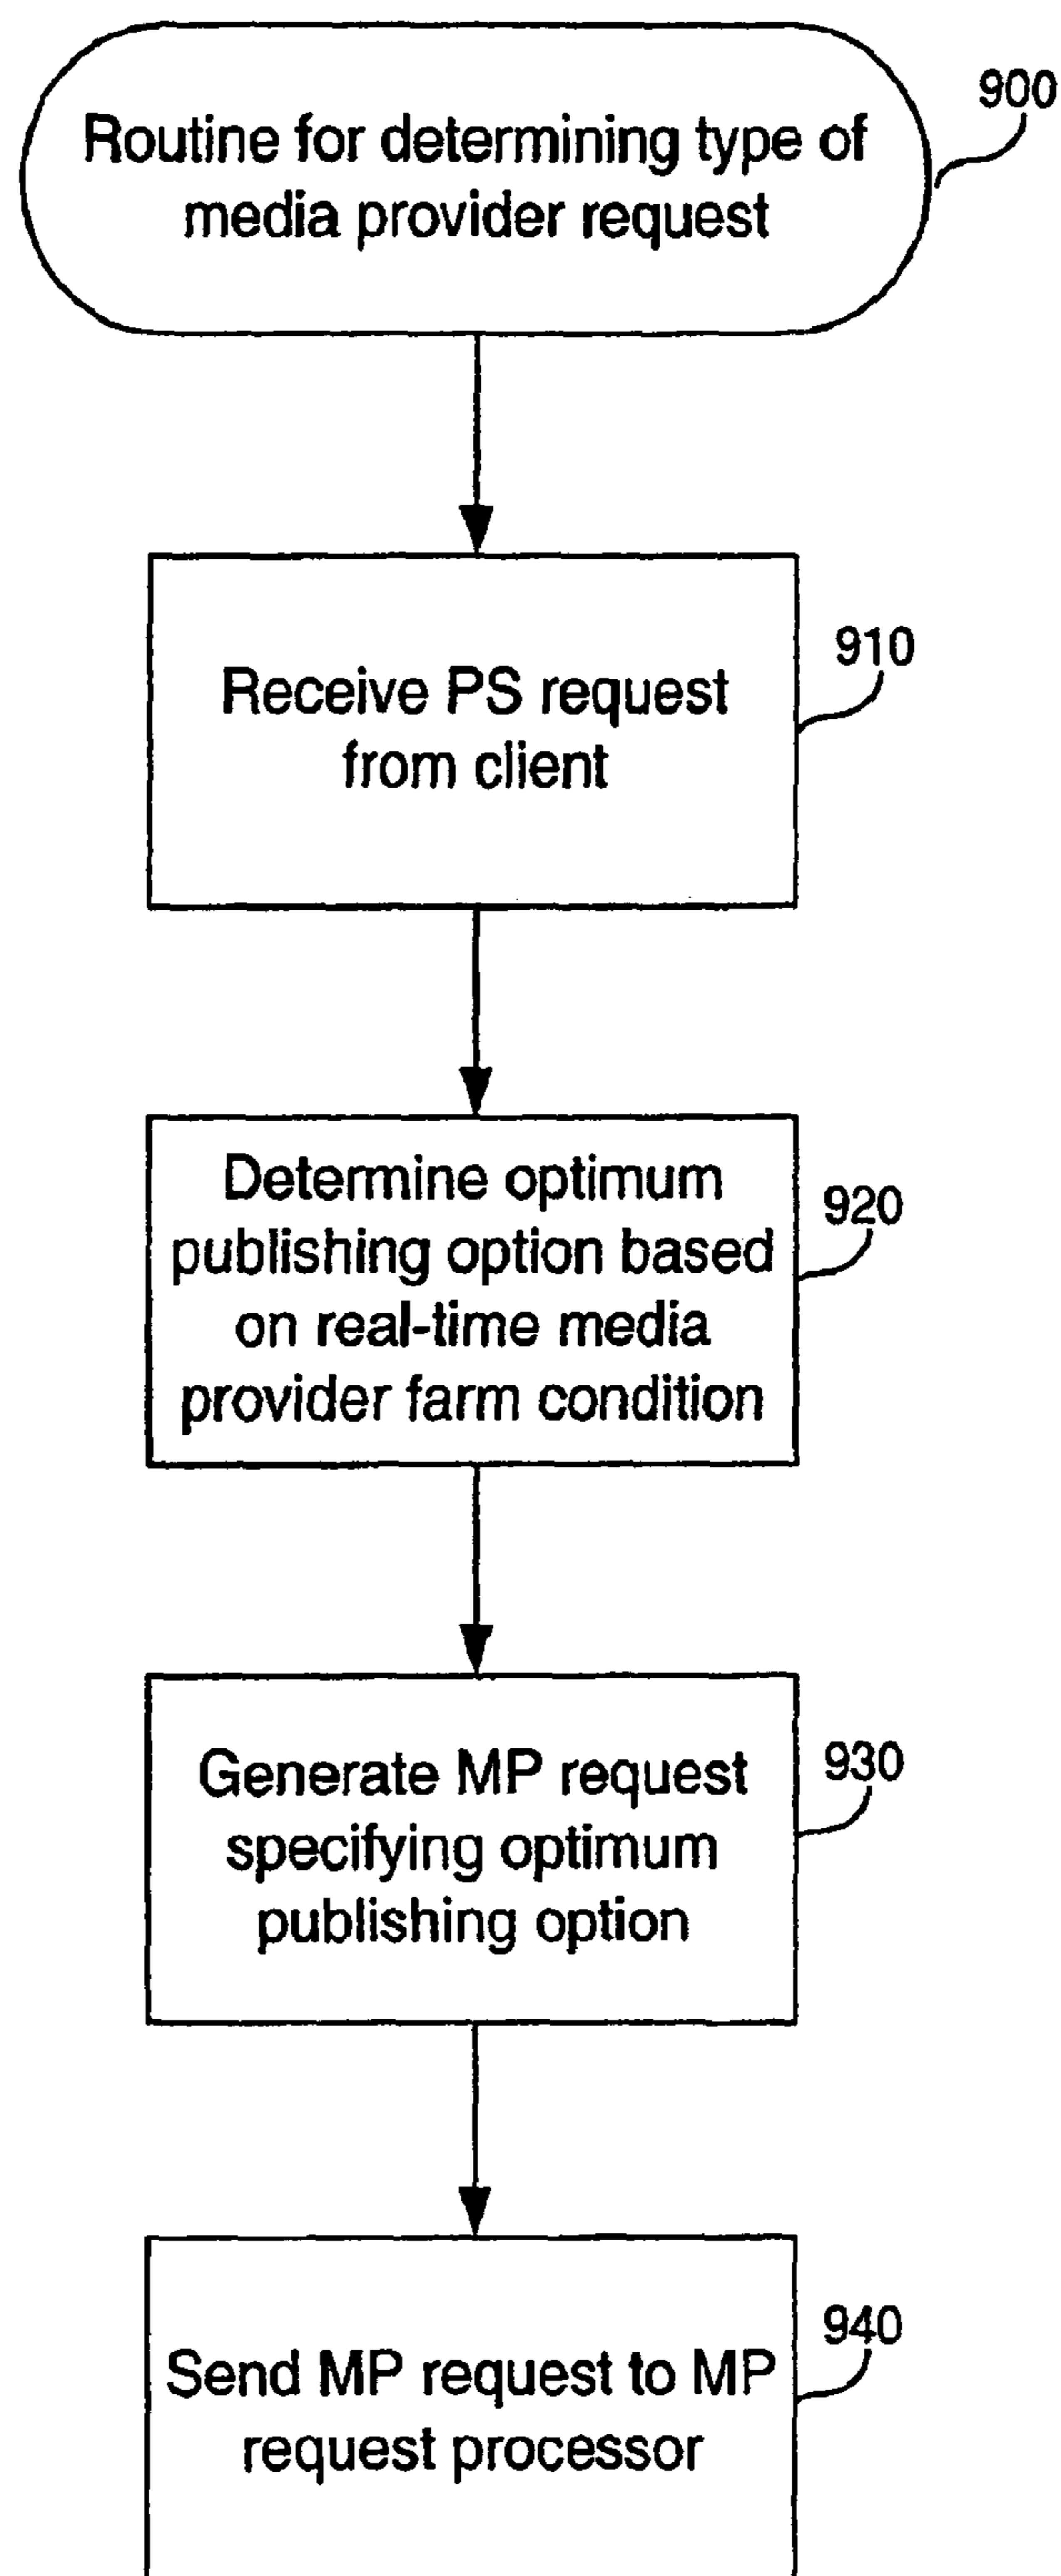 Routine for determining type of
media provider request
900
Receive PS request
from client
910
Determine optimum
publishing option based
on real-time media
provider farm condition
920
Generate MP request
specifying optimum
publishing option
930
Send MP request to MP
request processor
940